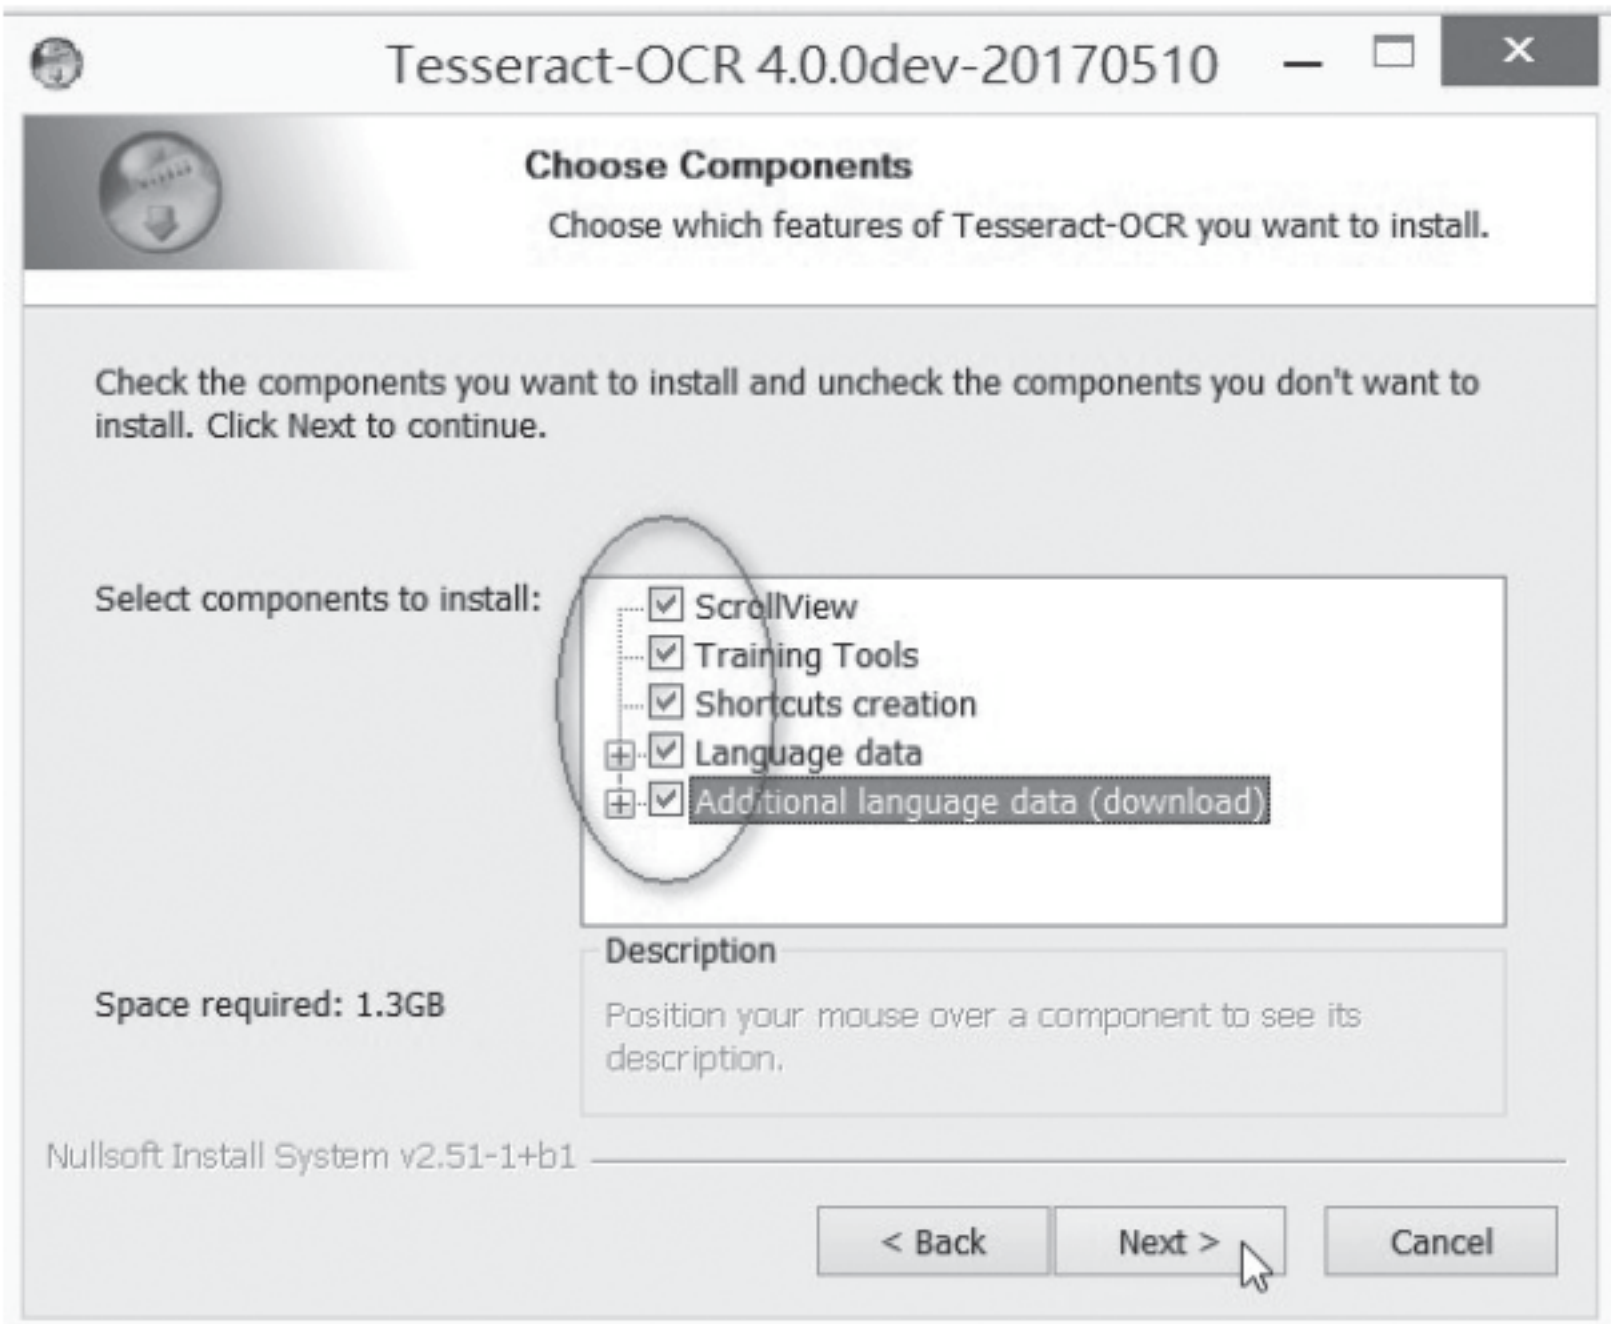 Tesseract-OCR 4.0.0dev-20170510
Choose Components
Choose which features of Tesseract-OCR you want to install.
Check the components you want to install and uncheck the components you don't want to
install. Click Next to continue.
Select components to install:
ScrollView
Training Tools
Shortcuts creation
Language data
Additional language data (download)
Space required: 1.3GB
Description
Position your mouse over a component to see its
description.
Nullsoft Install System v2.51-1+b1
< Back
Next >
Cancel